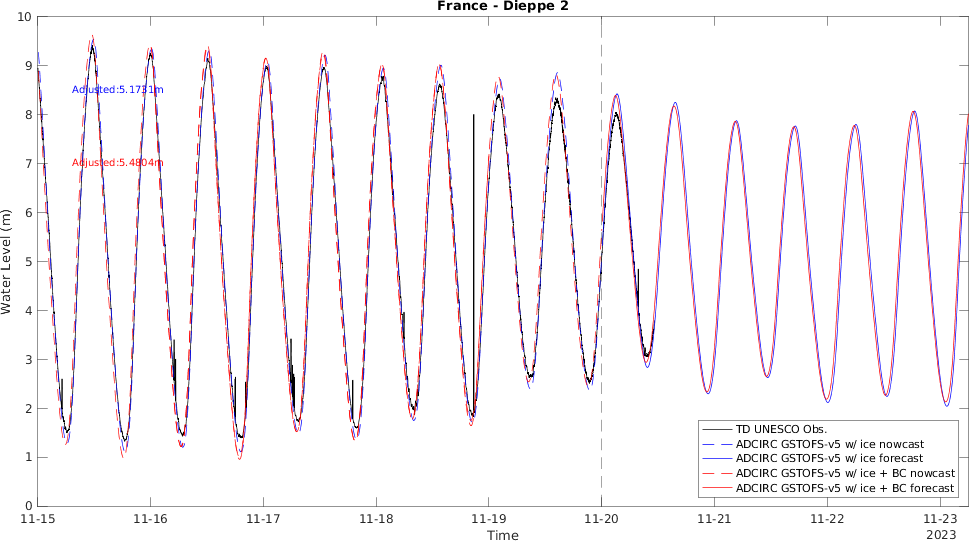 France - Dieppe 2
10
9
8
7
6
5
4
3
2
1
0
Water Level (m)
Adjusted:5.1731m
Adjusted:5.4804m
TD UNESCO Obs.
ADCIRC GSTOFS-v5 w/ ice nowcast
ADCIRC GSTOFS-v5 w/ ice forecast
ADCIRC GSTOFS-v5 w/ ice + BC nowcast
ADCIRC GSTOFS-v5 w/ ice + BC forecast
11-15 11-16 11-17 11-18 11-19 11-20 11-21 11-22 11-23
Time
2023